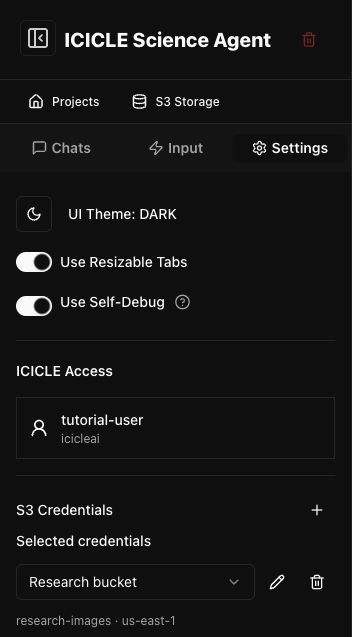 ICICLE Science Agent
Projects S3 Storage
Chats Input Settings
UI Theme: DARK
Use Resizable Tabs
Use Self-Debug ?
ICICLE Access
tutorial-user
icicleai
S3 Credentials
Selected credentials
Research bucket
research-images · us-east-1